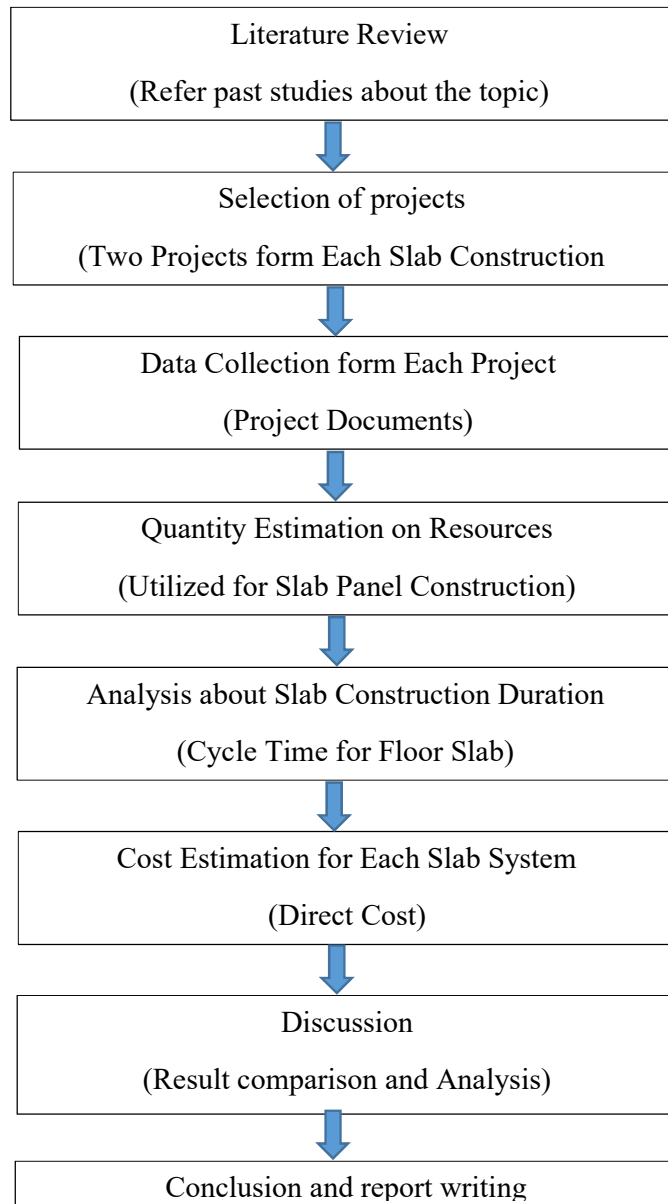 Literature Review
(Refer past studies about the topic)
Selection of projects
(Two Projects form Each Slab Construction
Data Collection form Each Project
(Project Documents)
Quantity Estimation on Resources
(Utilized for Slab Panel Construction)
Analysis about Slab Construction Duration
(Cycle Time for Floor Slab)
Cost Estimation for Each Slab System
(Direct Cost)
Discussion
(Result comparison and Analysis)
Conclusion and report writing